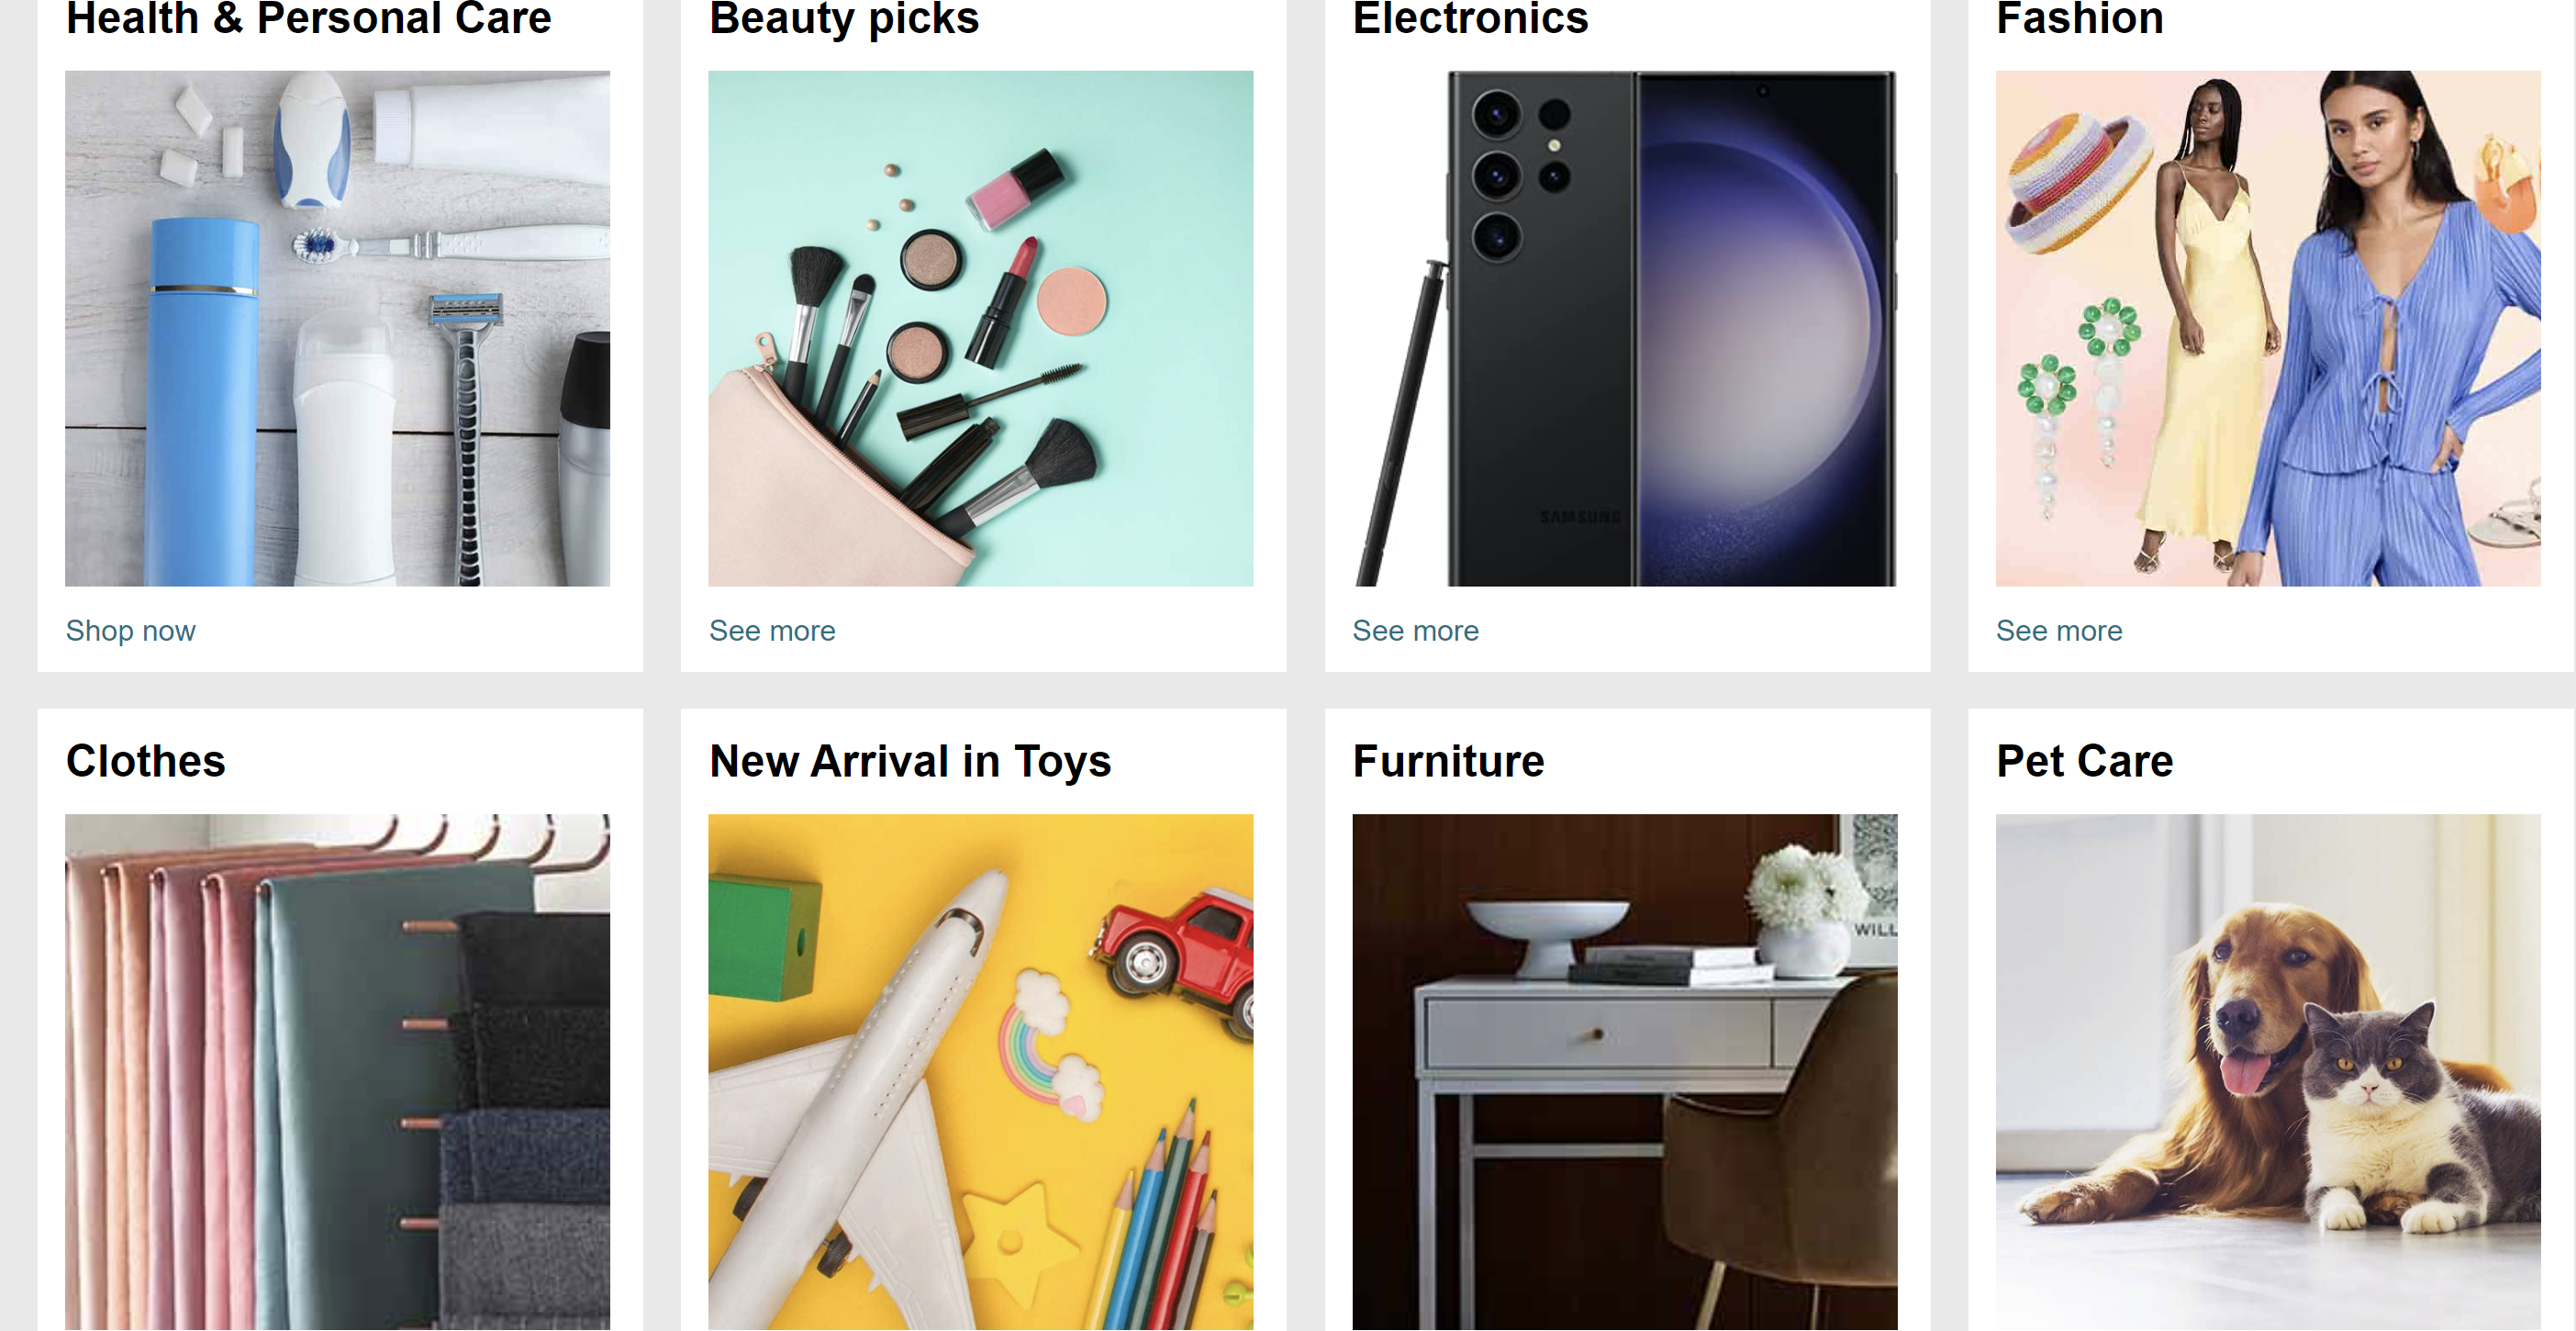 Health & Personal Care
Beauty picks
Electronics
Fashion
SAMSUNG
Shop now
See more
See more
See more
Clothes
New Arrival in Toys
Furniture
Pet Care
WILL